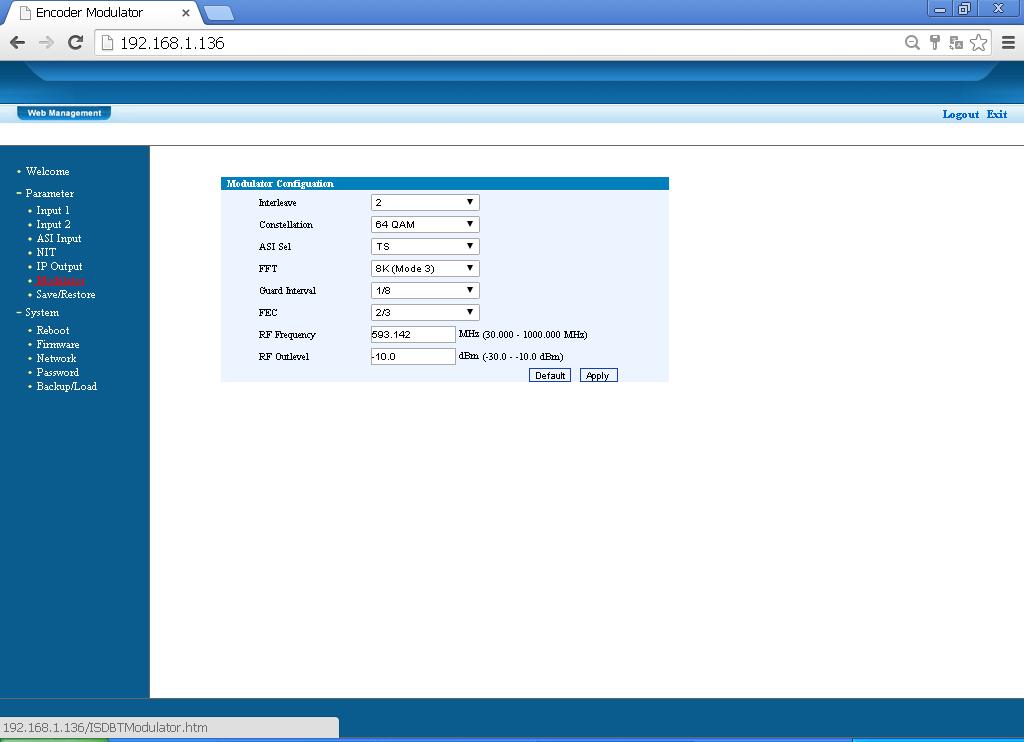 Encoder Modulator
192.168.1.136
Web Management
Logout Exit
Welcome
Parameter
Input 1
Input 2
ASI Input
NIT
IP Output
Modulator
Save/Restore
System
Reboot
Firmware
Network
Password
Backup/Load
Modulator Configuation
Interleave 2
Constellation 64 QAM
ASI Sel TS
FFT 8K (Mode 3)
Guard Interval 1/8
FEC 2/3
RF Frequency 593.142 MHz (30.000 - 1000.000 MHz)
RF Outlevel -10.0 dBm (-30.0 - -10.0 dBm)
Default Apply
192.168.1.136/ISDBTModulator.htm